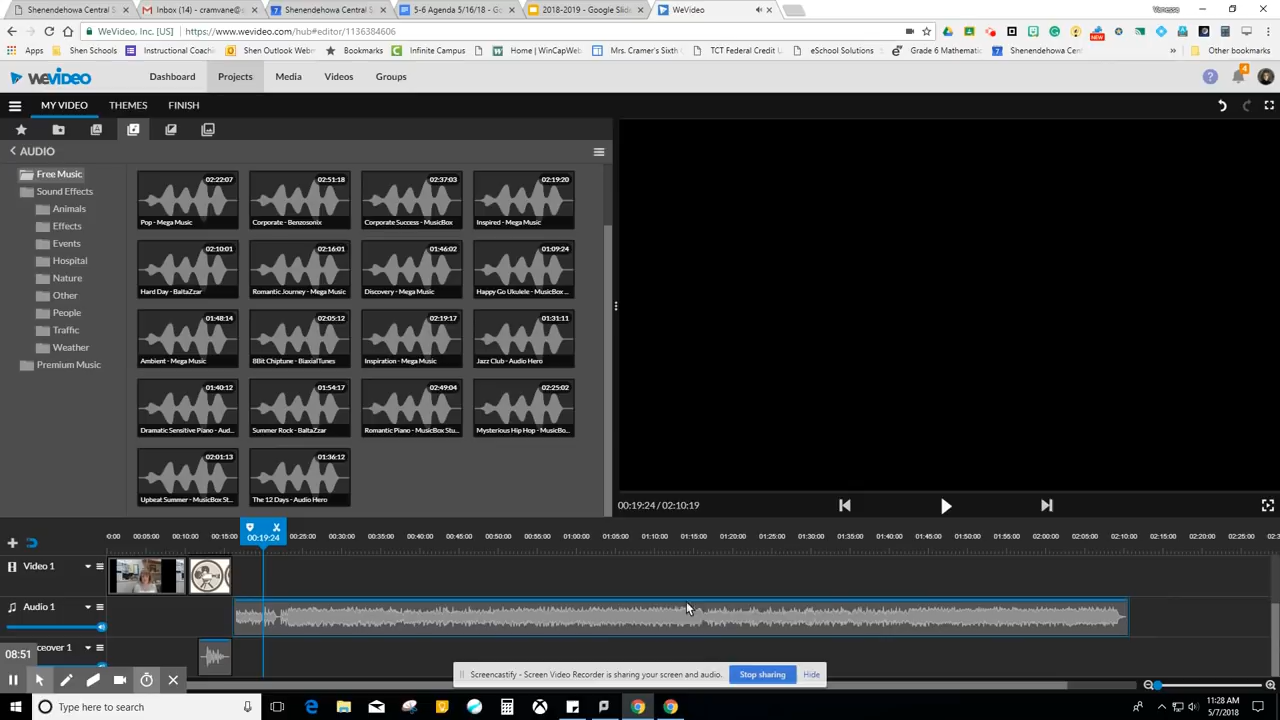 Shenendehowa Central S
Inbox (14) - cramvane@s
Shenendehowa Central S
5-6 Agenda 5/16/18 - Go
2018-2019 - Google Slide
WeVideo
Vanessa
WeVideo, Inc. [US]
https://www.wevideo.com/hub#editor/1136384606
Apps
Shen Schools
Instructional Coachi
Shen Outlook Webm
Bookmarks
Infinite Campus
Home | WinCapWeb
Mrs. Cramer's Sixth G
TCT Federal Credit U
eSchool Solutions
Grade 6 Mathematic
Shenendehowa Centr
»
Other bookmarks
WEVIDEO
Dashboard
Projects
Media
Videos
Groups
?
4
MY VIDEO
THEMES
FINISH
AUDIO
Free Music
Sound Effects
Animals
Effects
Events
Hospital
Nature
Other
People
Traffic
Weather
Premium Music
02:22:07
02:51:18
02:37:03
02:19:20
Pop - Mega Music
Corporate - Benzosonix
Corporate Success - MusicBox
Inspired - Mega Music
02:10:01
02:16:01
01:46:02
01:09:24
Hard Day - BaltaZzar
Romantic Journey - Mega Music
Discovery - Mega Music
Happy Go Ukulele - MusicBox ...
01:48:14
02:05:12
02:19:17
01:31:11
Ambient - Mega Music
8Bit Chiptune - BiaxialTunes
Inspiration - Mega Music
Jazz Club - Audio Hero
01:40:12
01:54:17
02:49:04
02:25:02
Dramatic Sensitive Piano - Aud...
Summer Rock - BaltaZzar
Romantic Piano - MusicBox Stu...
Mysterious Hip Hop - MusicBo...
02:01:13
01:36:12
Upbeat Summer - MusicBox St...
The 12 Days - Audio Hero
00:19:24 / 02:10:19
0:00
00:05:00
00:10:00
00:15:00
00:19:24
00:25:00
00:30:00
00:35:00
00:40:00
00:45:00
00:50:00
00:55:00
01:00:00
01:05:00
01:10:00
01:15:00
01:20:00
01:25:00
01:30:00
01:35:00
01:40:00
01:45:00
01:50:00
01:55:00
02:00:00
02:05:00
02:10:00
02:15:00
02:20:00
02:25:00
Video 1
Audio 1
08:51
ceover 1
Screencastify - Screen Video Recorder is sharing your screen and audio.
Stop sharing
Hide
Type here to search
11:28 AM
5/7/2018